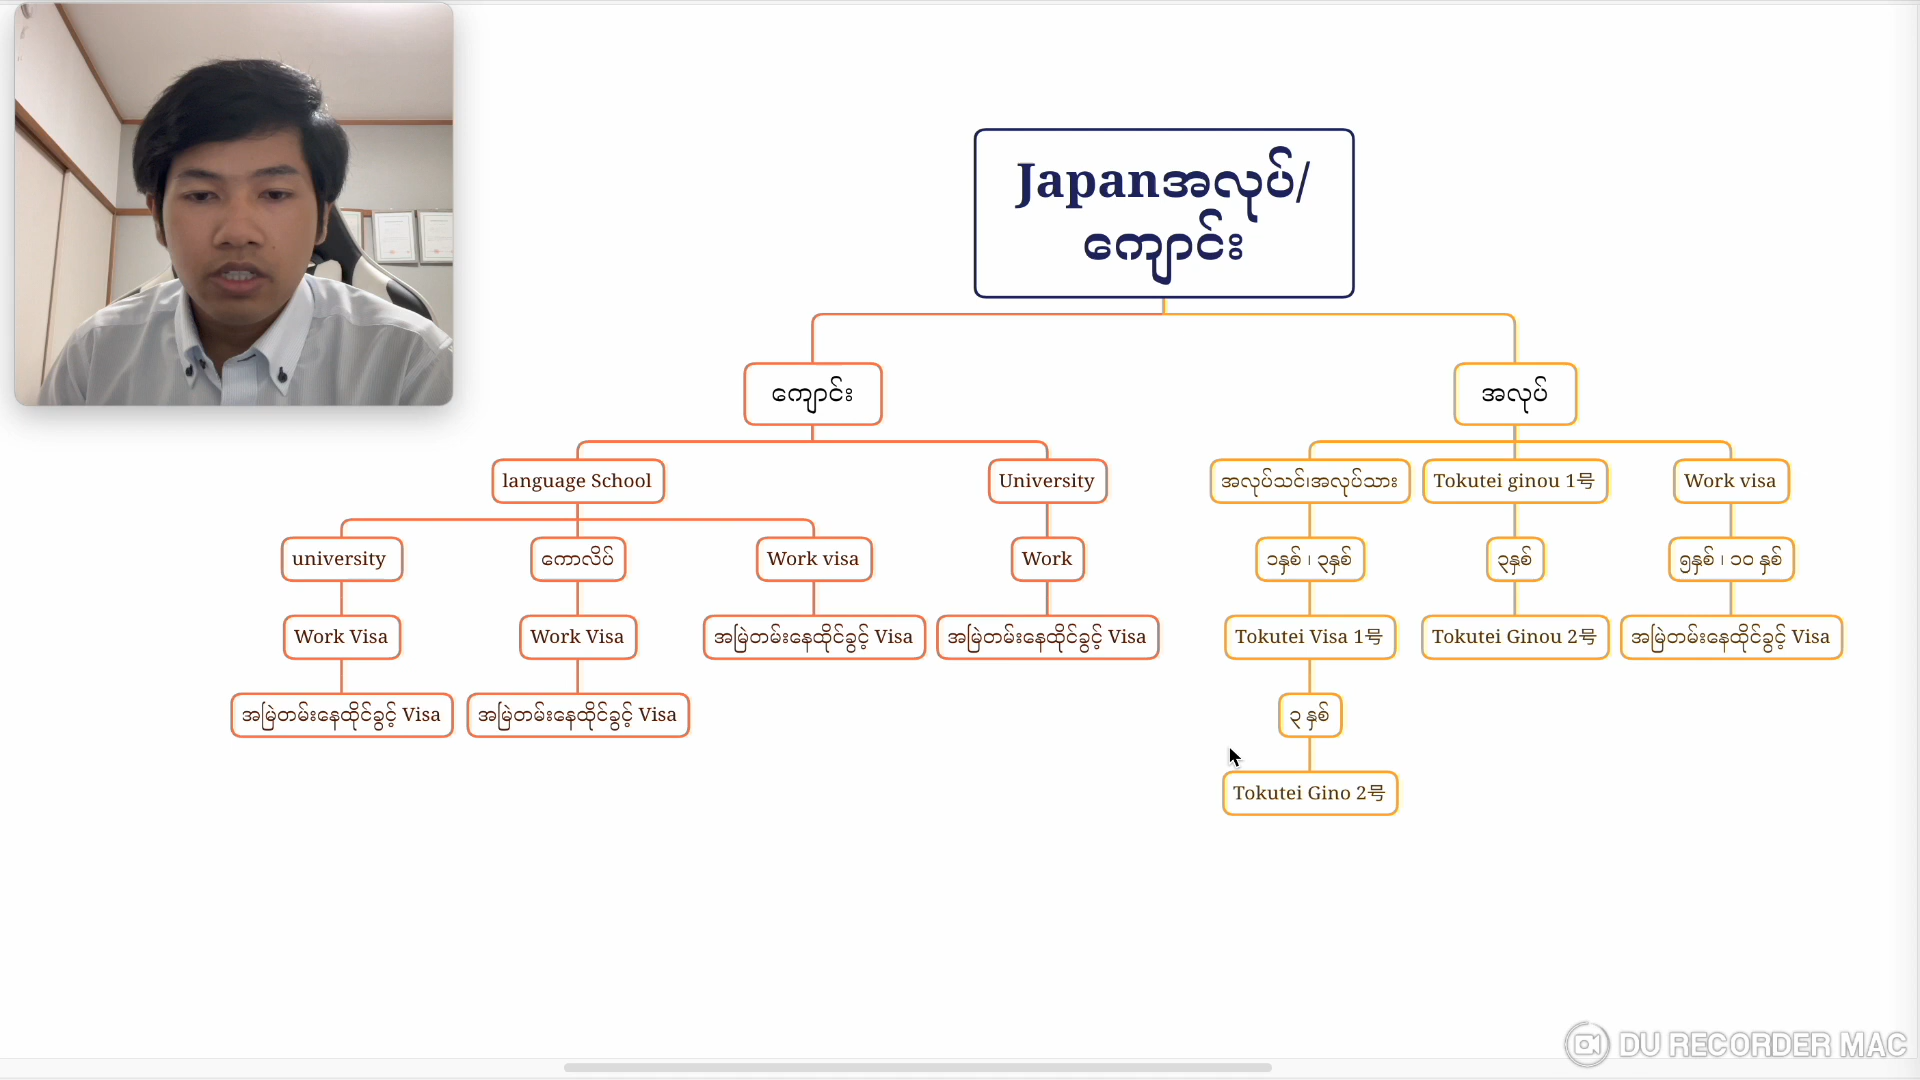 Japanအလုပ်/
ကျောင်း
ကျောင်း
အလုပ်
language School
University
အလုပ်သင်၊အလုပ်သား
Tokutei ginou 1号
Work visa
university
ကောလိပ်
Work visa
Work
၁နှစ် ၊ ၃နှစ်
၃နှစ်
၅နှစ် ၊ ၁၀ နှစ်
Work Visa
Work Visa
အမြဲတမ်းနေထိုင်ခွင့် Visa
အမြဲတမ်းနေထိုင်ခွင့် Visa
Tokutei Visa 1号
Tokutei Ginou 2号
အမြဲတမ်းနေထိုင်ခွင့် Visa
အမြဲတမ်းနေထိုင်ခွင့် Visa
အမြဲတမ်းနေထိုင်ခွင့် Visa
၃ နှစ်
Tokutei Gino 2号
DU RECORDER MAC